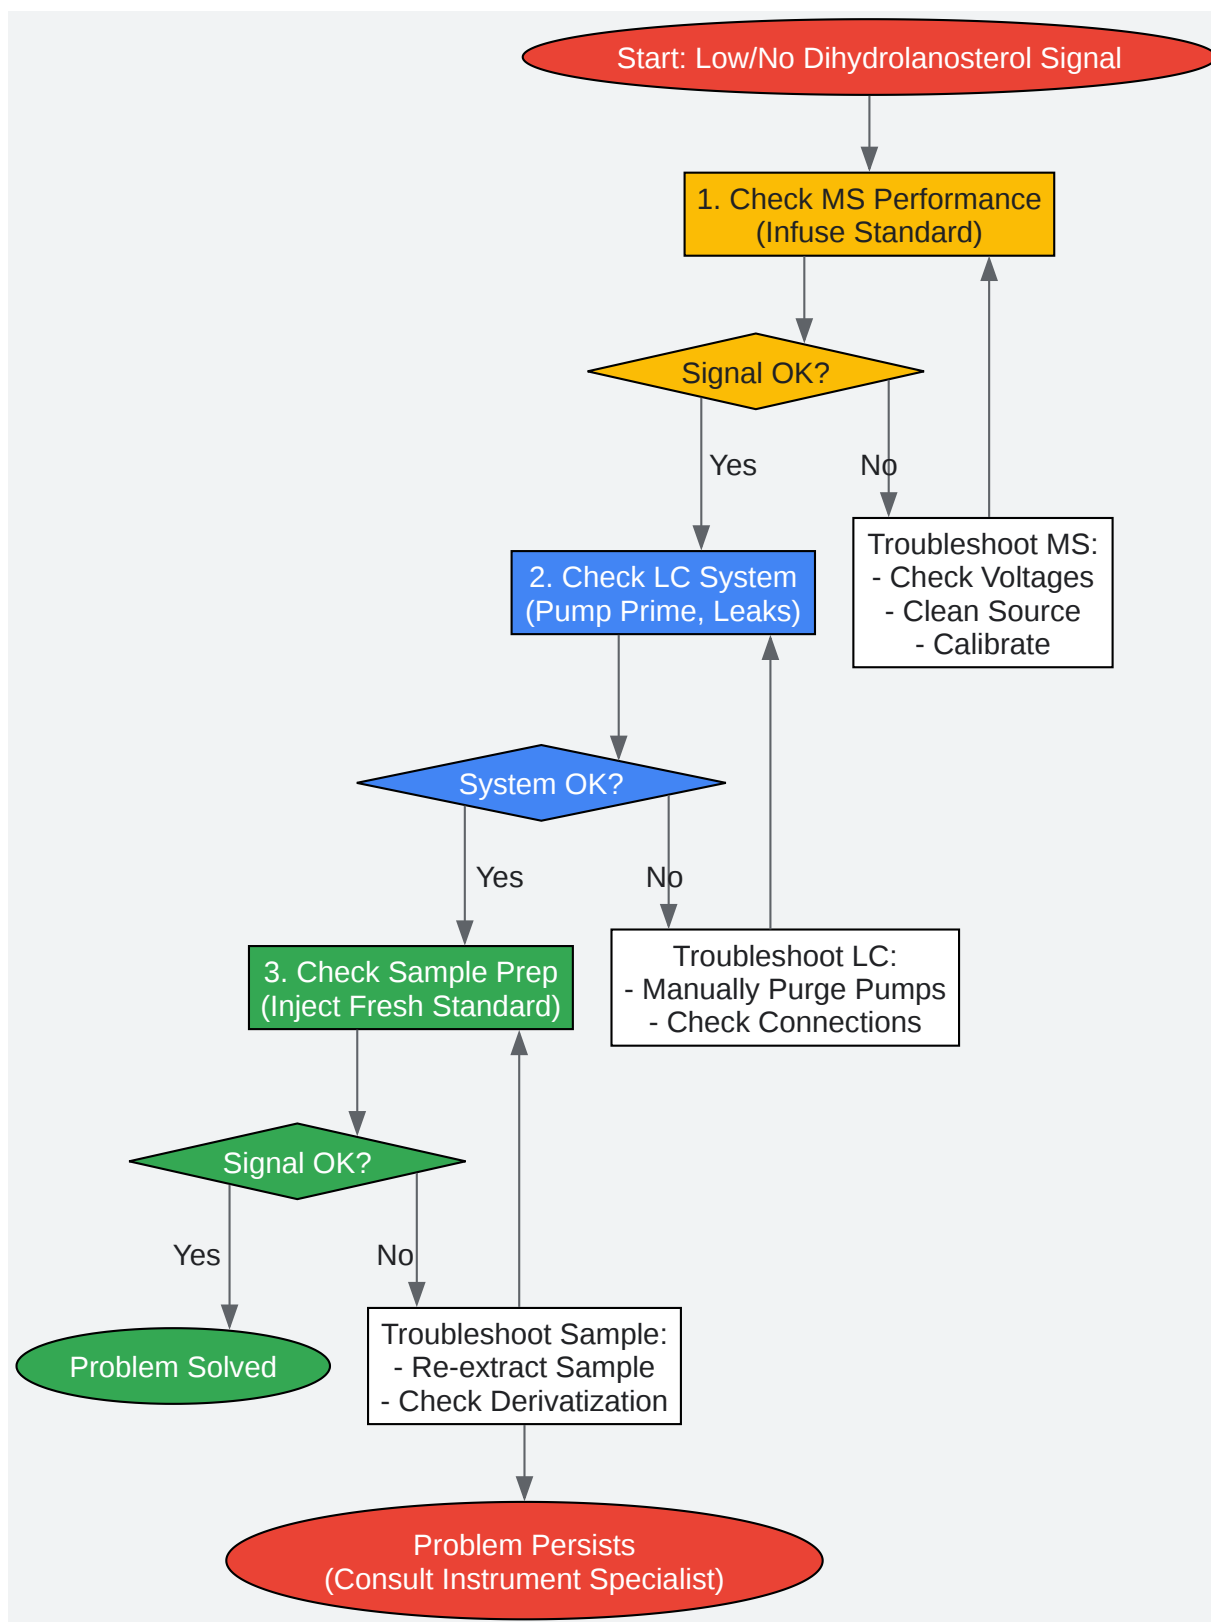 Start: Low/No Dihydrolanosterol Signal
1. Check MS Performance
(Infuse Standard)
Signal OK?
Yes
No
Troubleshoot MS:
- Check Voltages
- Clean Source
- Calibrate
2. Check LC System
(Pump Prime, Leaks)
System OK?
Yes
No
Troubleshoot LC:
- Manually Purge Pumps
- Check Connections
3. Check Sample Prep
(Inject Fresh Standard)
Signal OK?
Yes
No
Problem Solved
Troubleshoot Sample:
- Re-extract Sample
- Check Derivatization
Problem Persists
(Consult Instrument Specialist)